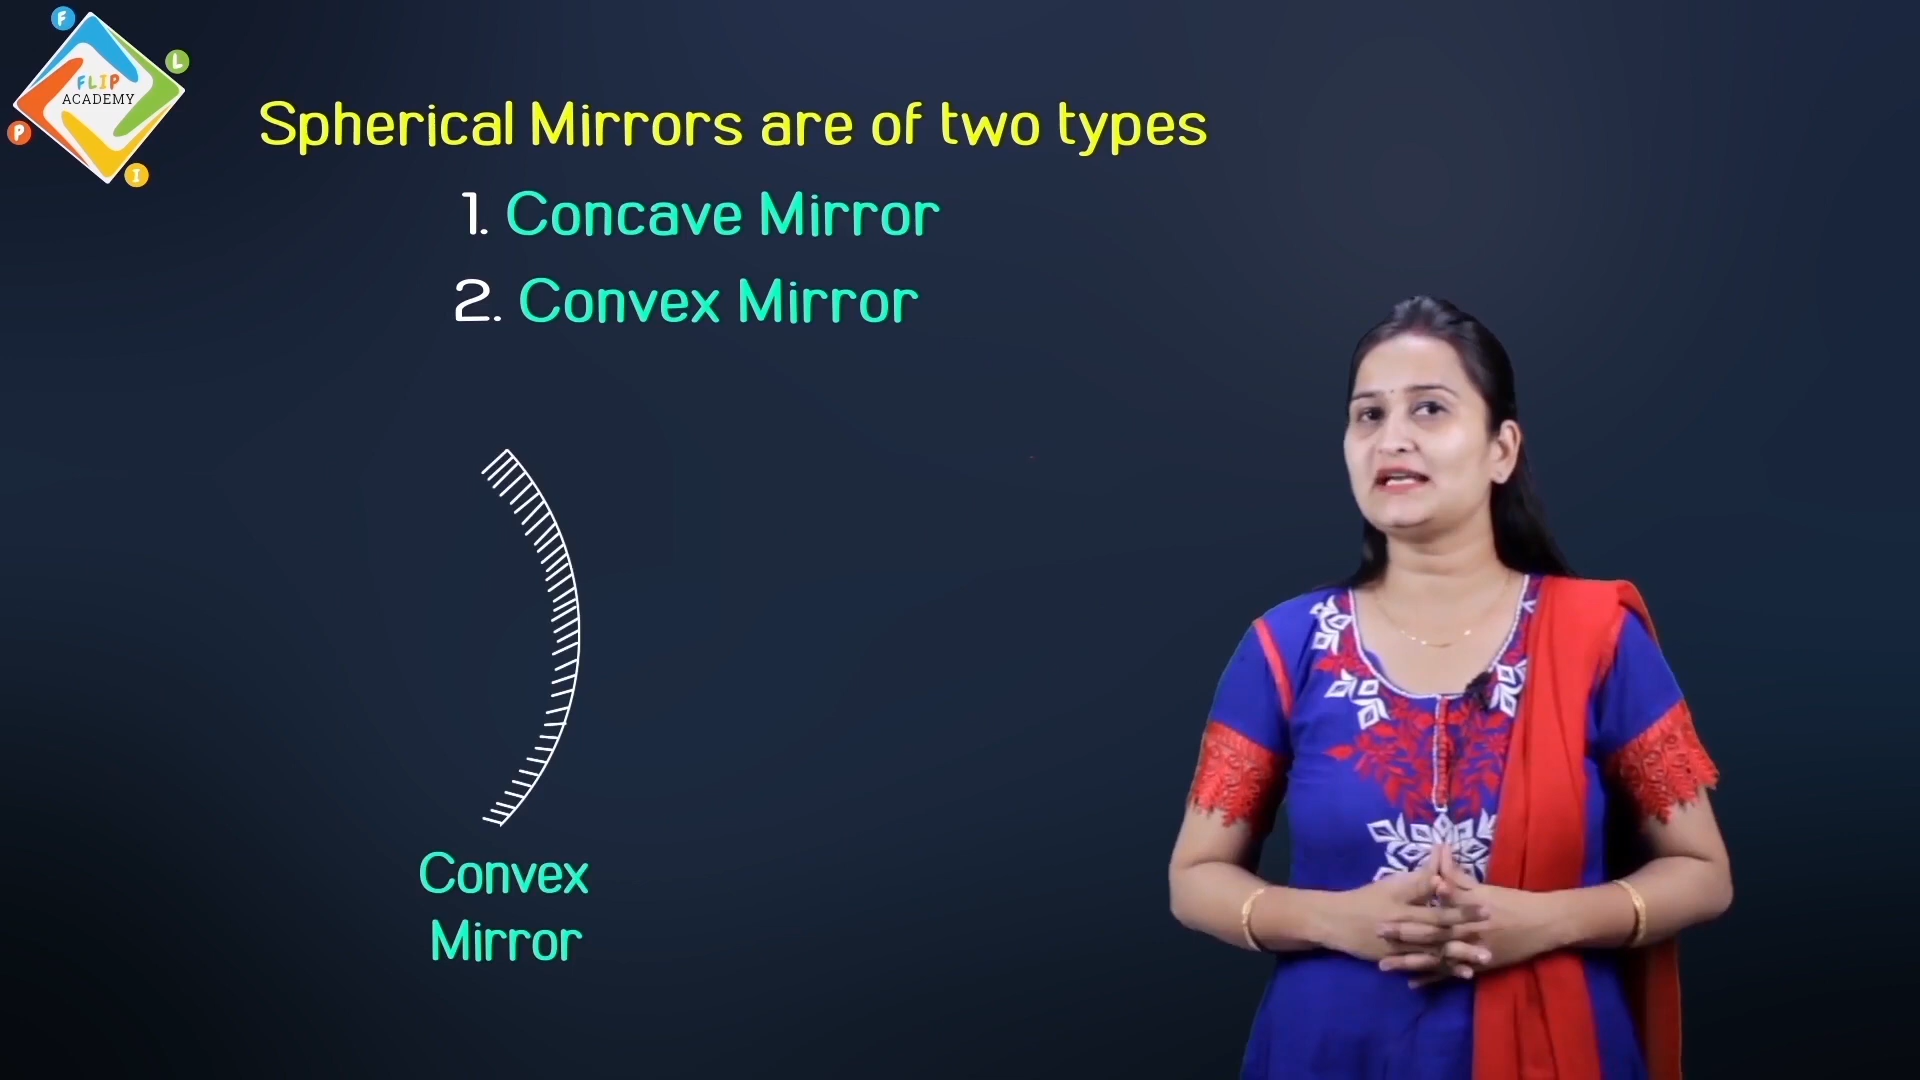 F
L
FLIP
ACADEMY
P
I
Spherical Mirrors are of two types
1. Concave Mirror
2. Convex Mirror
Convex
Mirror